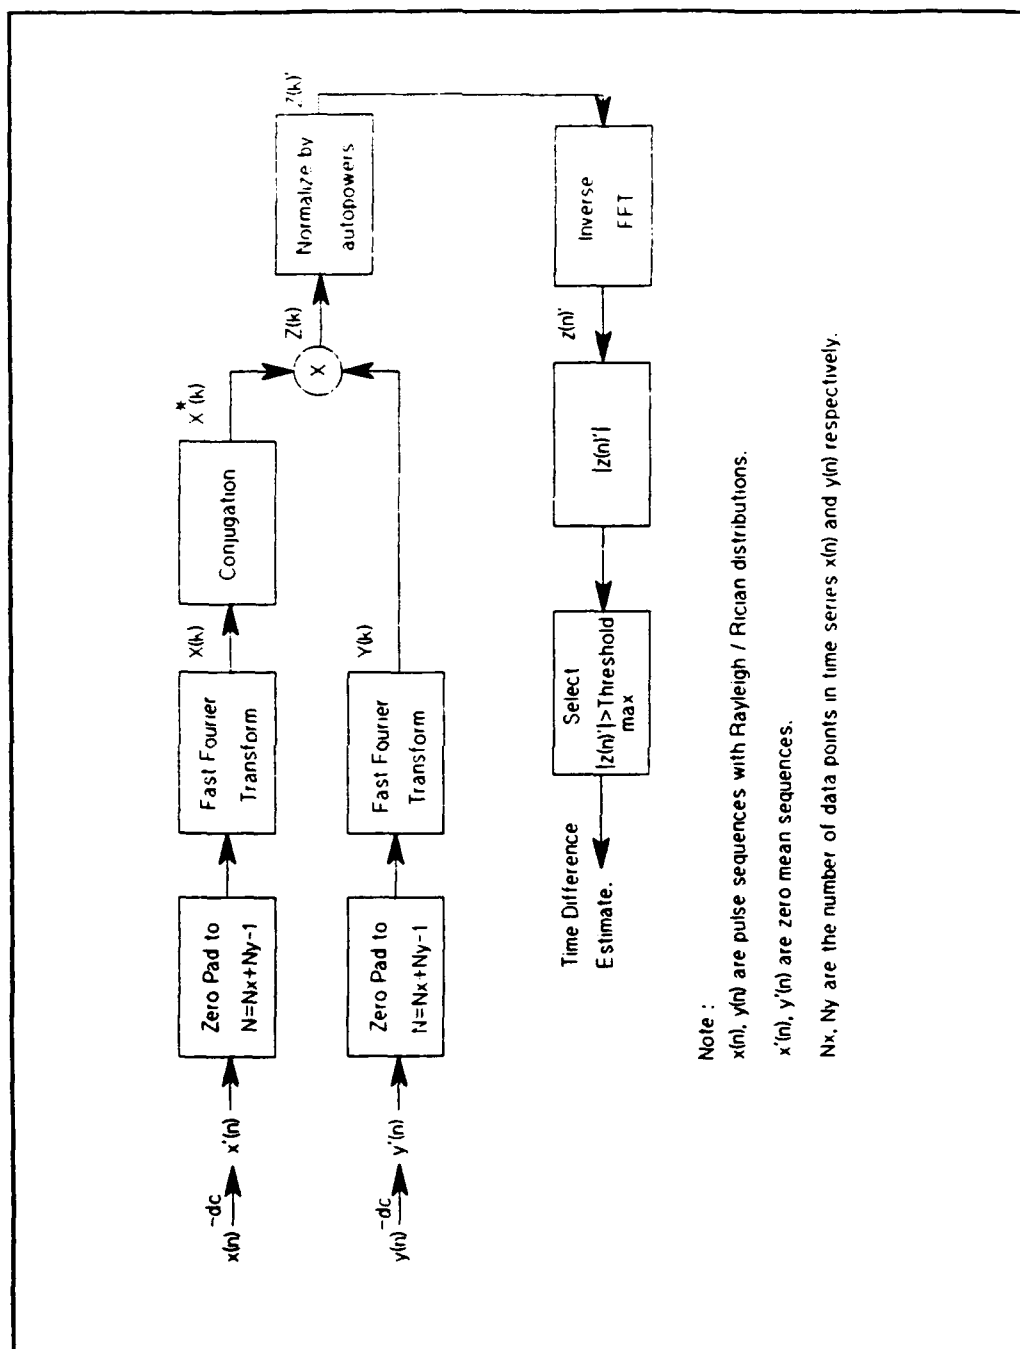 x(n)
-dc
x'(n)
Zero Pad to
N=Nx+Ny-1
Fast Fourier
Transform
X(k)
Conjugation
X*(k)
y(n)
-dc
y'(n)
Zero Pad to
N=Nx+Ny-1
Fast Fourier
Transform
Y(k)
X
Z(k)
Normalize by
autopowers
Z(k)'
Inverse
FFT
z(n)'
|z(n)'|
Select
|z(n)'|>Threshold
max
Time Difference
Estimate.
Note :
x(n), y(n) are pulse sequences with Rayleigh / Rician distributions.
x'(n), y'(n) are zero mean sequences.
Nx, Ny are the number of data points in time series x(n) and y(n) respectively.